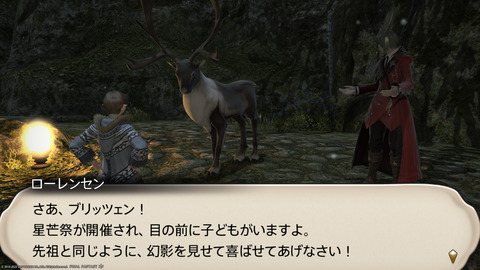 ローレンセン
さあ、ブリッツェン！
星芒祭が開催され、目の前に子どもがいますよ。
先祖と同じように、幻影を見せて喜ばせてあげなさい！